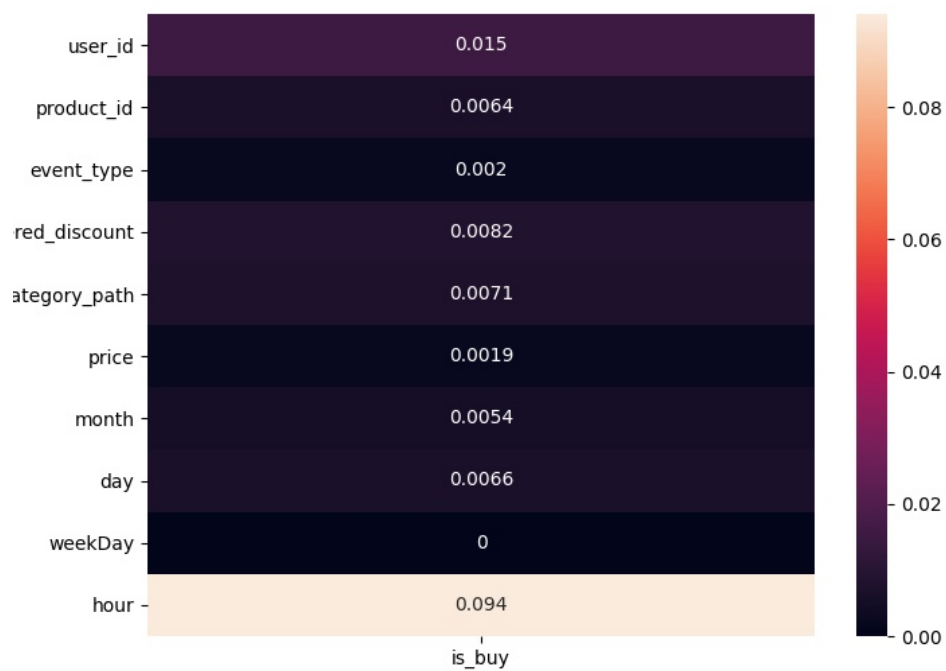 user_id 0.015
product_id 0.0064
event_type 0.002
red_discount 0.0082
ategory_path 0.0071
price 0.0019
month 0.0054
day 0.0066
weekDay 0
hour 0.094
is_buy
0.08
0.06
0.04
0.02
0.00